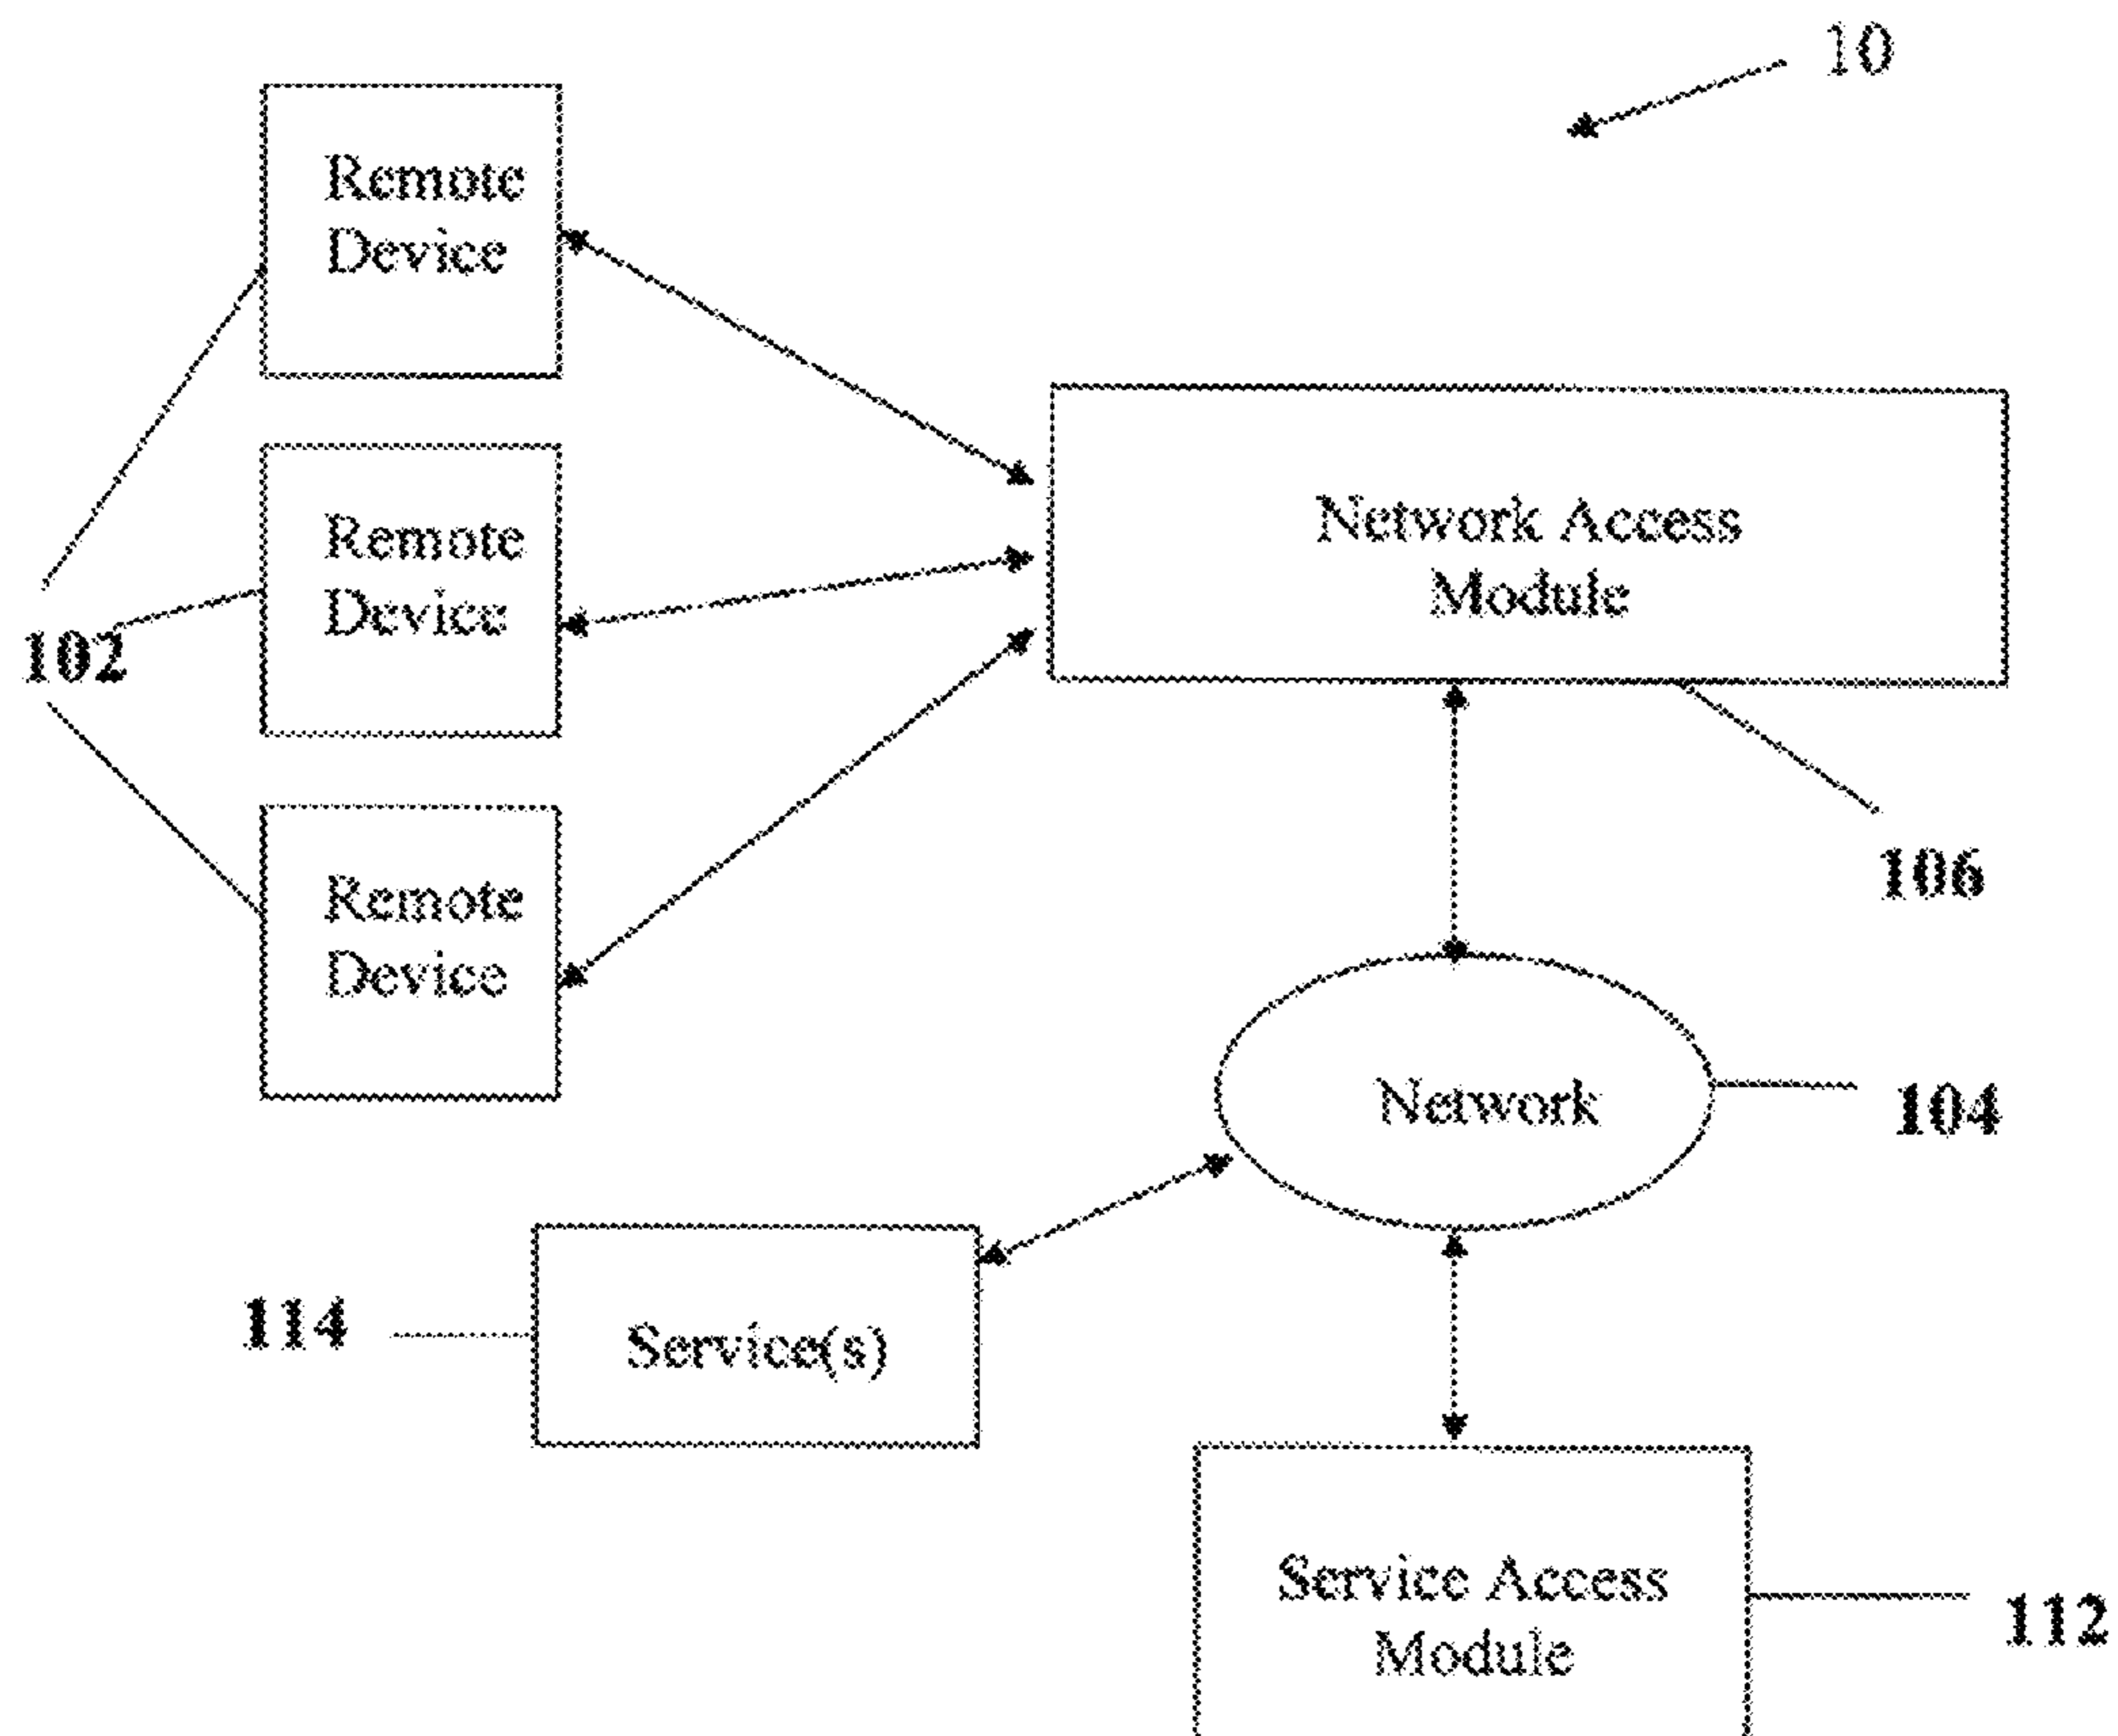 10
Remote
Device
Remote
Device
Network Access
Module
102
106
Remote
Device
Network
104
114
Service(s)
Service Access
Module
112